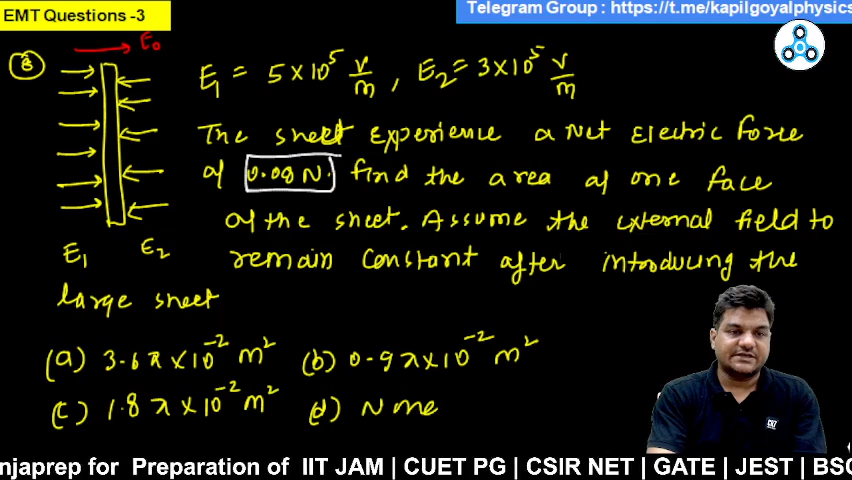 EMT Questions -3
Telegram Group : https://t.me/kapilgoyalphysics
E₀
③ E₁ = 5×10⁵ V/m , E₂ = 3×10⁵ V/m
The sheet Experience a Net Electric Force
of 0.08 N. find the area of one face
of the sheet. Assume the external field to
E₁ E₂ remain constant after introducing the
large sheet
(a) 3.6π×10⁻² m² (b) 0.9π×10⁻² m²
(c) 1.8π×10⁻² m² (d) None
njaprep for Preparation of IIT JAM | CUET PG | CSIR NET | GATE | JEST | BSC